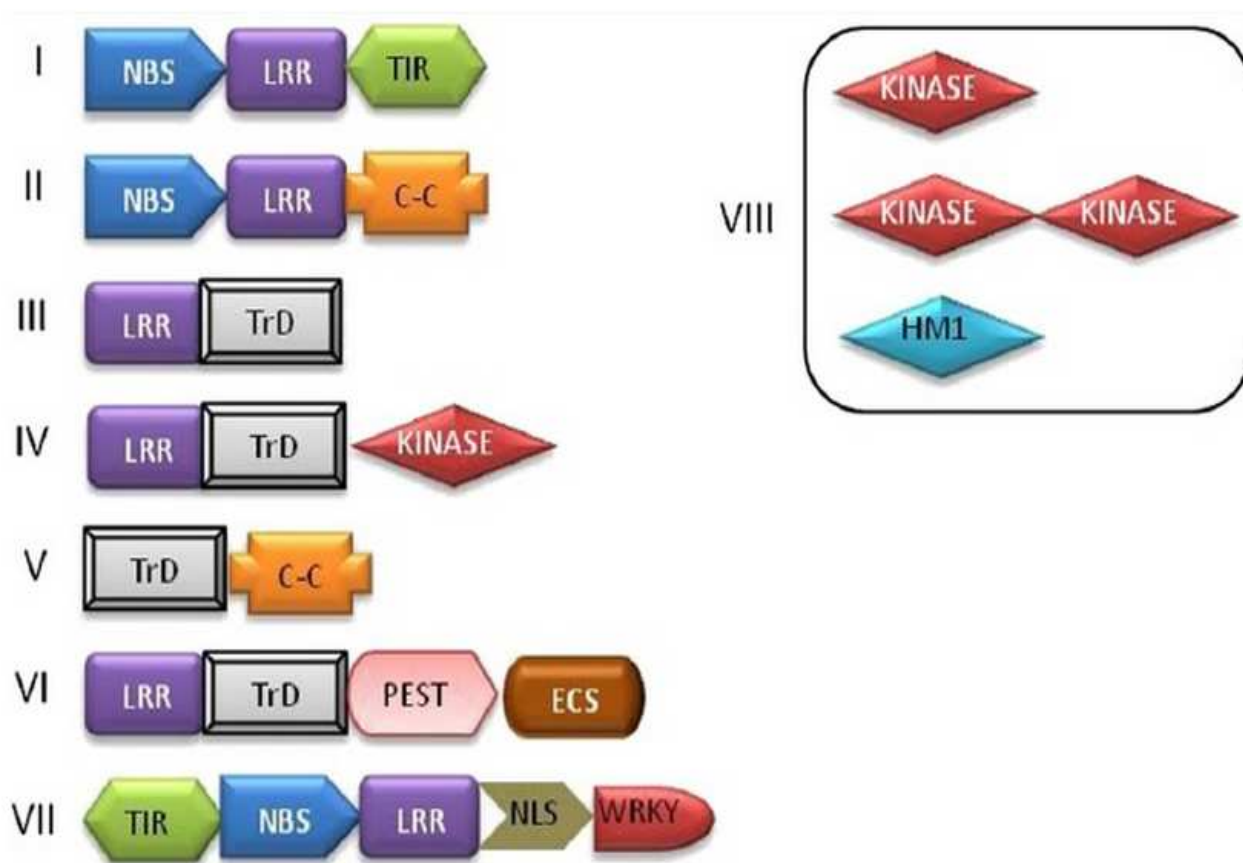 I NBS LRR TIR
II NBS LRR C-C
III LRR TrD
IV LRR TrD KINASE
V TrD C-C
VI LRR TrD PEST ECS
VII TIR NBS LRR NLS WRKY
VIII
KINASE
KINASE KINASE
HM1